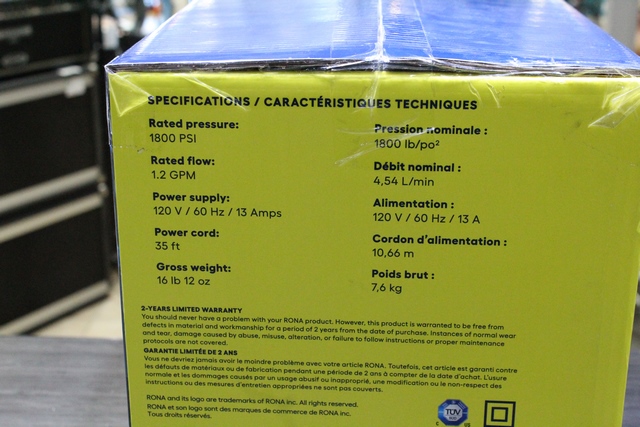 SPECIFICATIONS / CARACTÉRISTIQUES TECHNIQUES
Rated pressure:
1800 PSI
Rated flow:
1.2 GPM
Power supply:
120 V / 60 Hz / 13 Amps
Power cord:
35 ft
Gross weight:
16 lb 12 oz
Pression nominale :
1800 lb/po²
Débit nominal :
4,54 L/min
Alimentation :
120 V / 60 Hz / 13 A
Cordon d'alimentation :
10,66 m
Poids brut :
7,6 kg
2-YEARS LIMITED WARRANTY
You should never have a problem with your RONA product. However, this product is warranted to be free from
defects in material and workmanship for a period of 2 years from the date of purchase. Instances of normal wear
and tear, damage caused by abuse, misuse, alteration, or failure to follow instructions or proper maintenance
protocols are not covered.
GARANTIE LIMITÉE DE 2 ANS
Vous ne devriez jamais avoir le moindre problème avec votre article RONA. Toutefois, cet article est garanti contre
les défauts de matériaux ou de fabrication pendant une période de 2 ans à compter de la date d'achat. L'usure
normale et les dommages causés par un usage abusif ou inapproprié, une modification ou le non-respect des
instructions ou des mesures d'entretien appropriées ne sont pas couverts.
RONA and its logo are trademarks of RONA inc. All rights reserved.
RONA et son logo sont des marques de commerce de RONA inc.
Tous droits réservés.
TÜV
C US